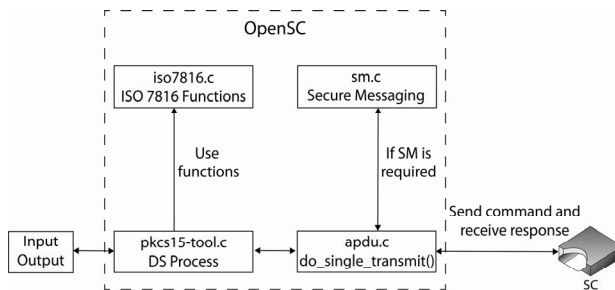 OpenSC
iso7816.c
ISO 7816 Functions
sm.c
Secure Messaging
Use
functions
If SM is
required
Input
Output
pkcs15-tool.c
DS Process
apdu.c
do_single_transmit()
Send command and
receive response
SC